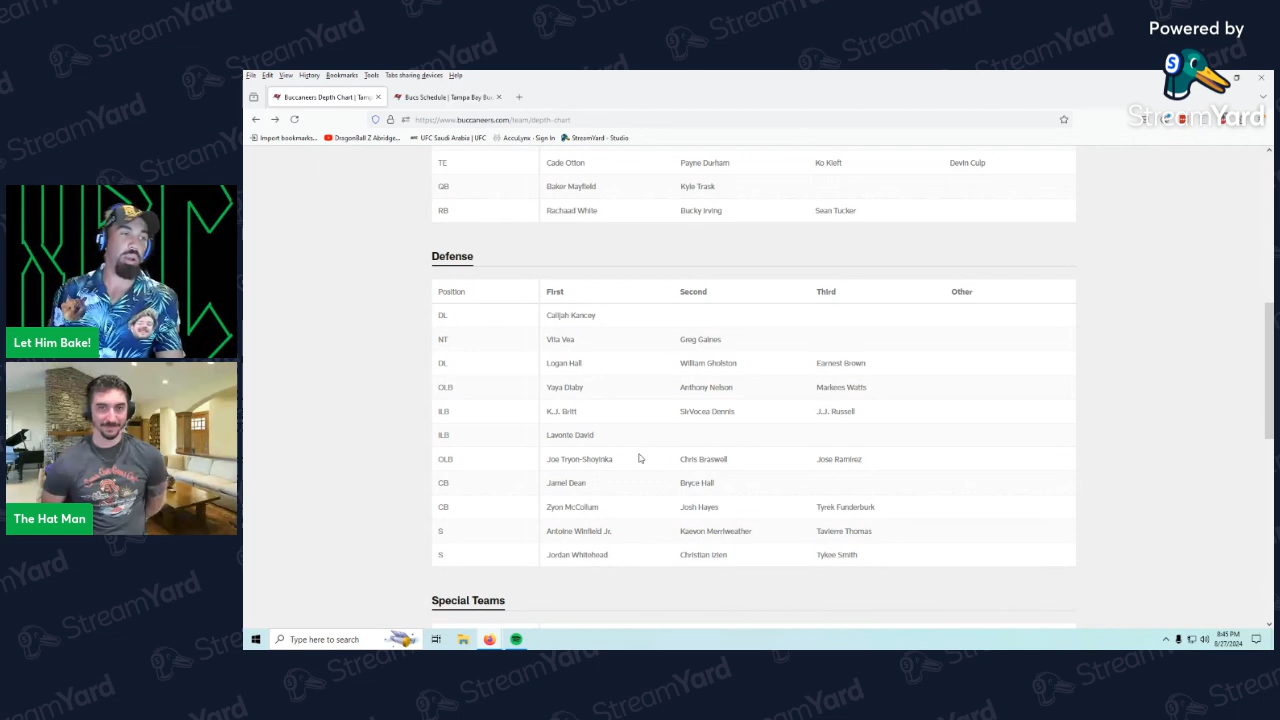 Powered by
StreamYard
File Edit View History Bookmarks Tools Tabs sharing devices Help
Buccaneers Depth Chart | Tamp
Bucs Schedule | Tampa Bay Buc
https://www.buccaneers.com/team/depth-chart
Import bookmarks...
DragonBall Z Abridge...
UFC Saudi Arabia | UFC
AccuLynx - Sign In
StreamYard - Studio
TE Cade Otton Payne Durham Ko Kieft Devin Culp
QB Baker Mayfield Kyle Trask
RB Rachaad White Bucky Irving Sean Tucker
Defense
Position First Second Third Other
DL Calijah Kancey
NT Vita Vea Greg Gaines
DL Logan Hall William Gholston Earnest Brown
OLB Yaya Diaby Anthony Nelson Markees Watts
ILB K.J. Britt SirVocea Dennis J.J. Russell
ILB Lavonte David
OLB Joe Tryon-Shoyinka Chris Braswell Jose Ramirez
CB Jamel Dean Bryce Hall
CB Zyon McCollum Josh Hayes Tyrek Funderburk
S Antoine Winfield Jr. Kaevon Merriweather Tavierre Thomas
S Jordan Whitehead Christian Izien Tykee Smith
Special Teams
Let Him Bake!
The Hat Man
Type here to search
8:45 PM
8/27/2024